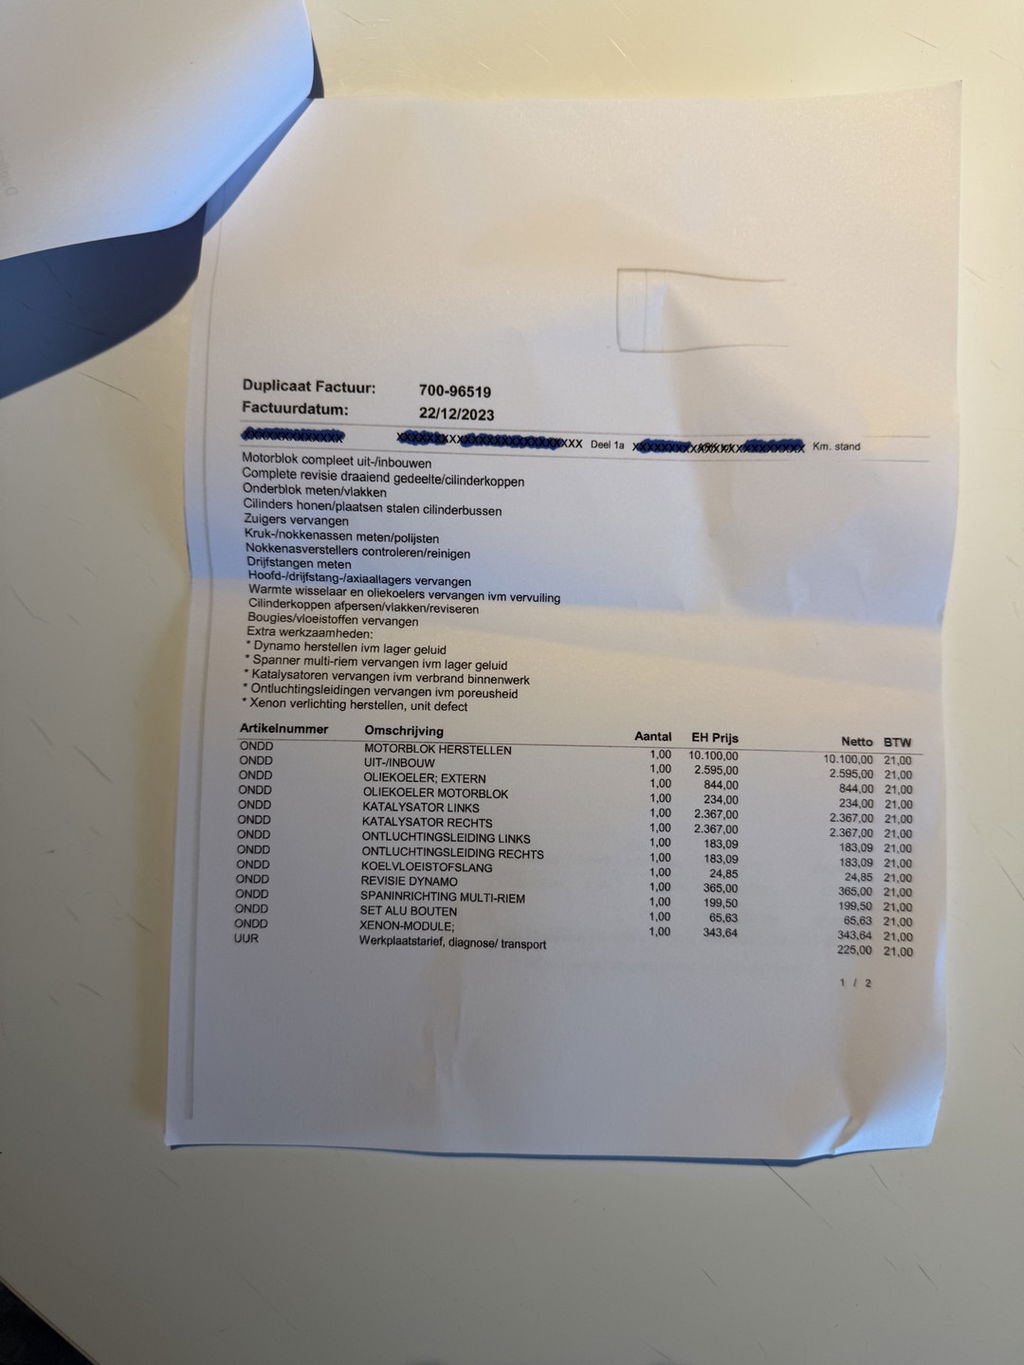 Duplicaat Factuur: 700-96519
Factuurdatum: 22/12/2023
Deel 1a Km. stand
Motorblok compleet uit-/inbouwen
Complete revisie draaiend gedeelte/cilinderkoppen
Onderblok meten/vlakken
Cilinders honen/plaatsen stalen cilinderbussen
Zuigers vervangen
Kruk-/nokkenassen meten/polijsten
Nokkenasverstellers controleren/reinigen
Drijfstangen meten
Hoofd-/drijfstang-/axiaallagers vervangen
Warmte wisselaar en oliekoelers vervangen ivm vervuiling
Cilinderkoppen afpersen/vlakken/reviseren
Bougies/vloeistoffen vervangen
Extra werkzaamheden:
* Dynamo herstellen ivm lager geluid
* Spanner multi-riem vervangen ivm lager geluid
* Katalysatoren vervangen ivm verbrand binnenwerk
* Ontluchtingsleidingen vervangen ivm poreusheid
* Xenon verlichting herstellen, unit defect
Artikelnummer Omschrijving Aantal EH Prijs Netto BTW
ONDD MOTORBLOK HERSTELLEN 1,00 10.100,00 10.100,00 21,00
ONDD UIT-/INBOUW 1,00 2.595,00 2.595,00 21,00
ONDD OLIEKOELER; EXTERN 1,00 844,00 844,00 21,00
ONDD OLIEKOELER MOTORBLOK 1,00 234,00 234,00 21,00
ONDD KATALYSATOR LINKS 1,00 2.367,00 2.367,00 21,00
ONDD KATALYSATOR RECHTS 1,00 2.367,00 2.367,00 21,00
ONDD ONTLUCHTINGSLEIDING LINKS 1,00 183,09 183,09 21,00
ONDD ONTLUCHTINGSLEIDING RECHTS 1,00 183,09 183,09 21,00
ONDD KOELVLOEISTOFSLANG 1,00 24,85 24,85 21,00
ONDD REVISIE DYNAMO 1,00 365,00 365,00 21,00
ONDD SPANINRICHTING MULTI-RIEM 1,00 199,50 199,50 21,00
ONDD SET ALU BOUTEN 1,00 65,63 65,63 21,00
ONDD XENON-MODULE; 1,00 343,64 343,64 21,00
UUR Werkplaatstarief, diagnose/ transport 225,00 21,00
1 / 2